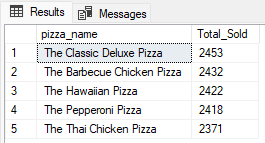 Results Messages
pizza_name Total_Sold
1 The Classic Deluxe Pizza 2453
2 The Barbecue Chicken Pizza 2432
3 The Hawaiian Pizza 2422
4 The Pepperoni Pizza 2418
5 The Thai Chicken Pizza 2371